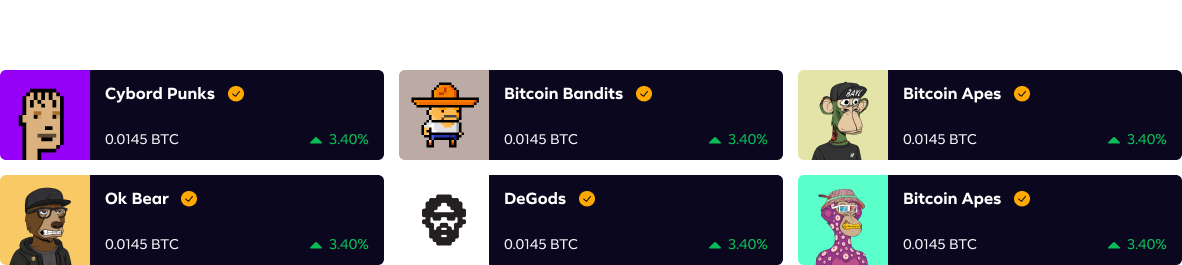 Cybord Punks
0.0145 BTC
3.40%
Bitcoin Bandits
0.0145 BTC
3.40%
BAYC
Bitcoin Apes
0.0145 BTC
3.40%
Ok Bear
0.0145 BTC
3.40%
DeGods
0.0145 BTC
3.40%
Bitcoin Apes
0.0145 BTC
3.40%